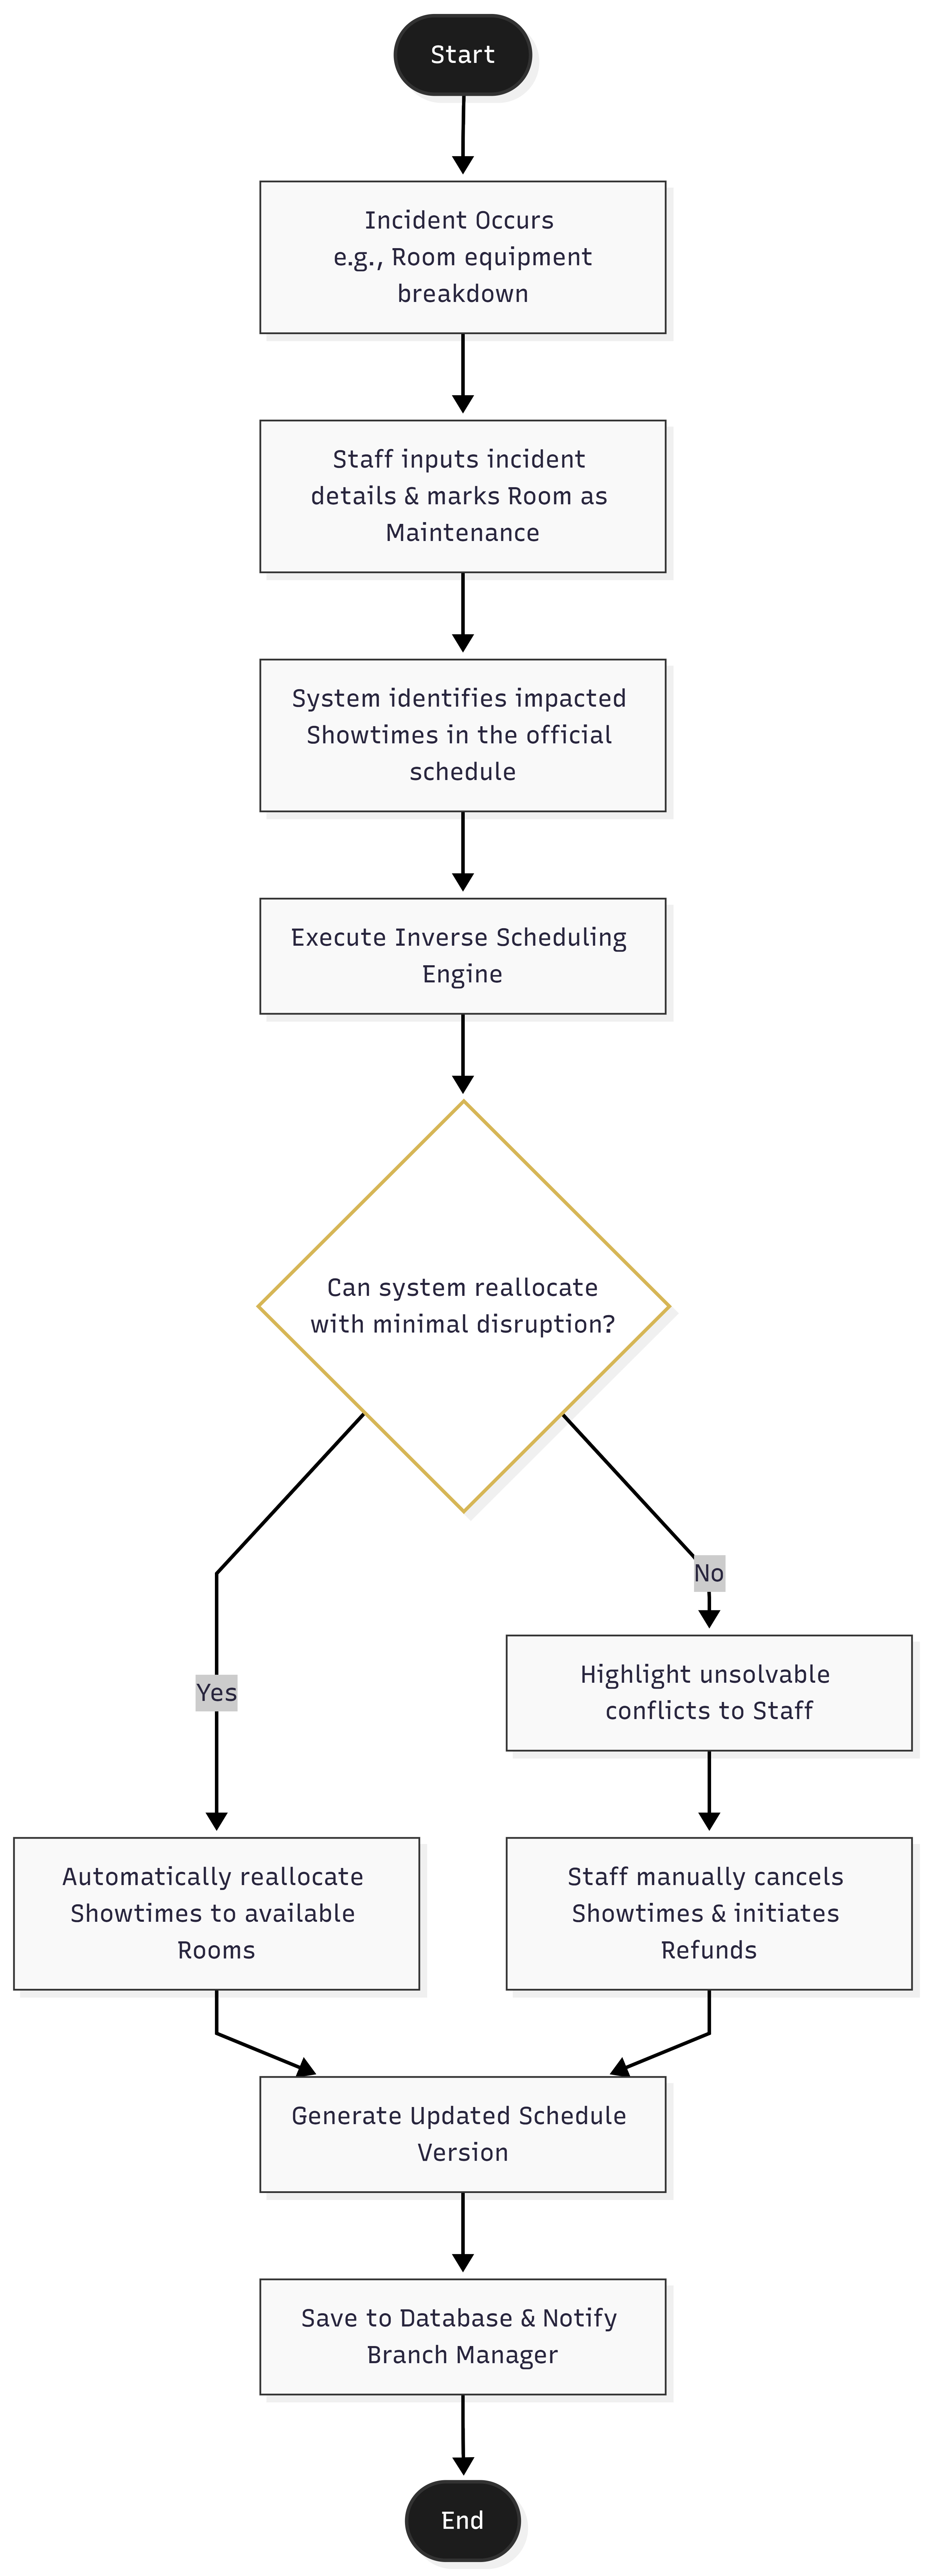 Start
Incident Occurs
e.g., Room equipment
breakdown
Staff inputs incident
details & marks Room as
Maintenance
System identifies impacted
Showtimes in the official
schedule
Execute Inverse Scheduling
Engine
Can system reallocate
with minimal disruption?
No
Highlight unsolvable
conflicts to Staff
Yes
Automatically reallocate
Showtimes to available
Rooms
Staff manually cancels
Showtimes & initiates
Refunds
Generate Updated Schedule
Version
Save to Database & Notify
Branch Manager
End